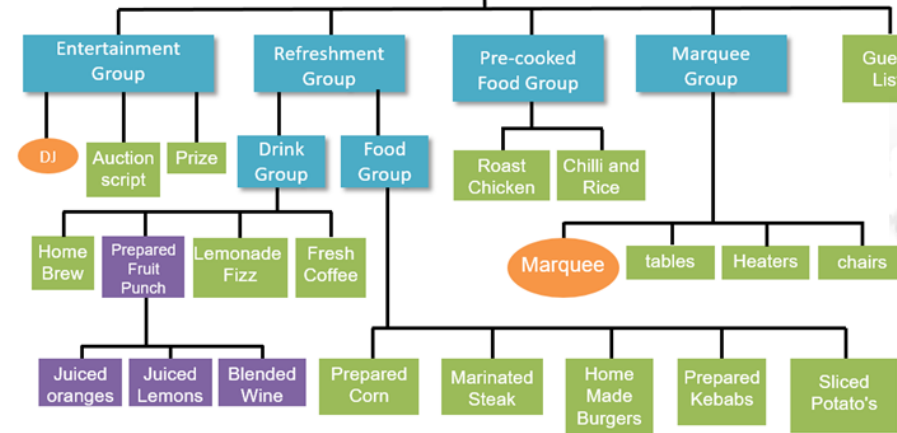 Entertainment
Group
Refreshment
Group
Pre-cooked
Food Group
Marquee
Group
Gue
Lis
DJ
Auction
script
Prize
Drink
Group
Food
Group
Roast
Chicken
Chilli and
Rice
Home
Brew
Prepared
Fruit
Punch
Lemonade
Fizz
Fresh
Coffee
Marquee
tables
Heaters
chairs
Juiced
oranges
Juiced
Lemons
Blended
Wine
Prepared
Corn
Marinated
Steak
Home
Made
Burgers
Prepared
Kebabs
Sliced
Potato's